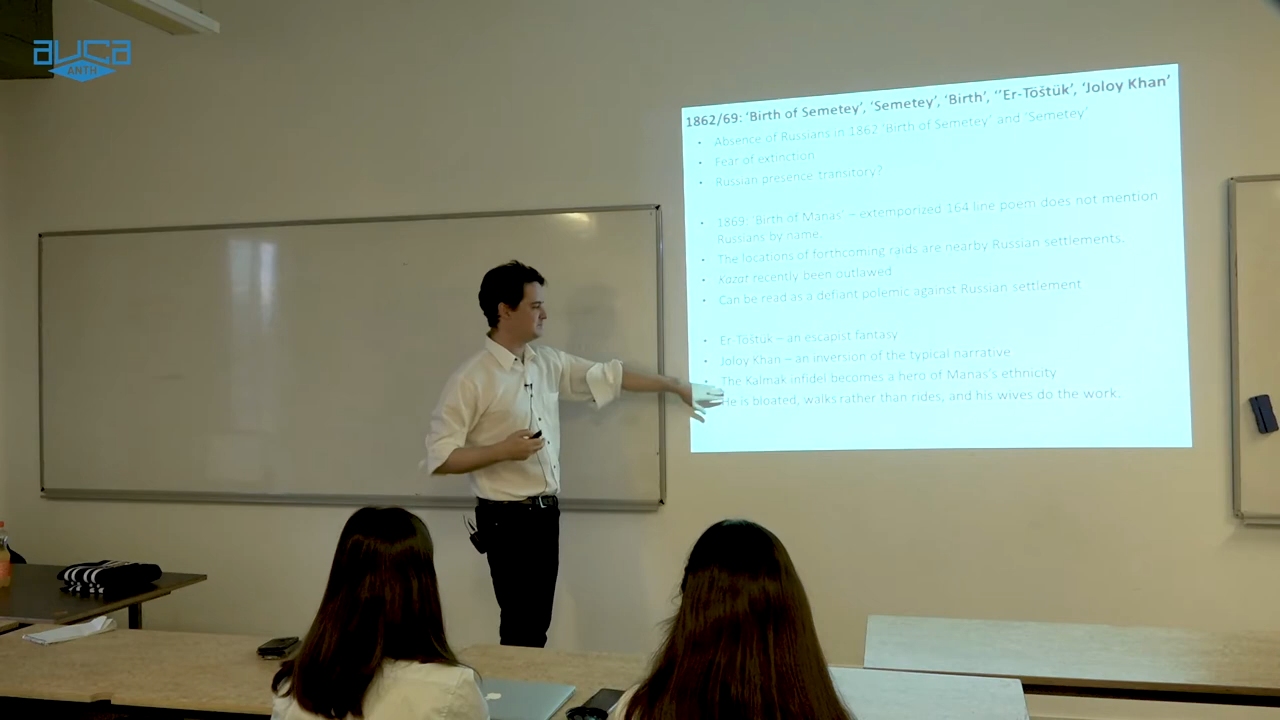 auca
ANTH
1862/69: 'Birth of Semetey', 'Semetey', 'Birth', ''Er-Töštük', 'Joloy Khan'
• Absence of Russians in 1862 'Birth of Semetey' and 'Semetey'
• Fear of extinction
• Russian presence transitory?
• 1869: 'Birth of Manas' – extemporized 164 line poem does not mention
Russians by name.
• The locations of forthcoming raids are nearby Russian settlements.
• Kazat recently been outlawed
• Can be read as a defiant polemic against Russian settlement
• Er-Töštük – an escapist fantasy
• Joloy Khan – an inversion of the typical narrative
• The Kalmak infidel becomes a hero of Manas's ethnicity
He is bloated, walks rather than rides, and his wives do the work.